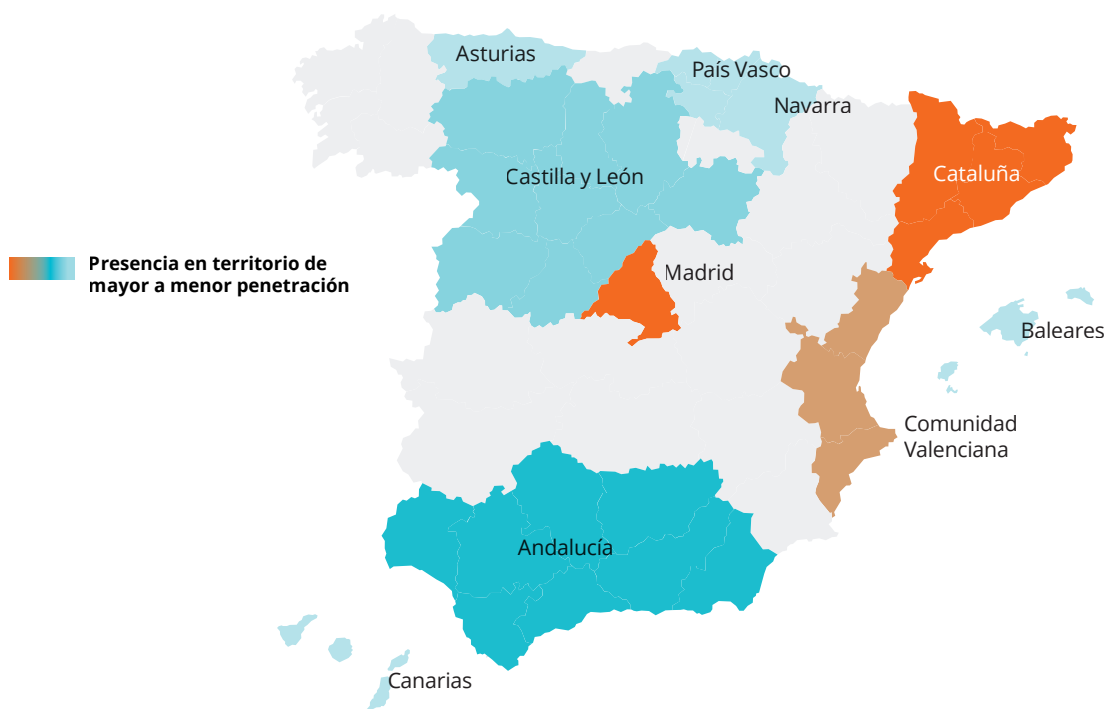 Asturias
País Vasco
Navarra
Castilla y León
Cataluña
Presencia en territorio de
mayor a menor penetración
Madrid
Baleares
Comunidad
Valenciana
Andalucía
Canarias